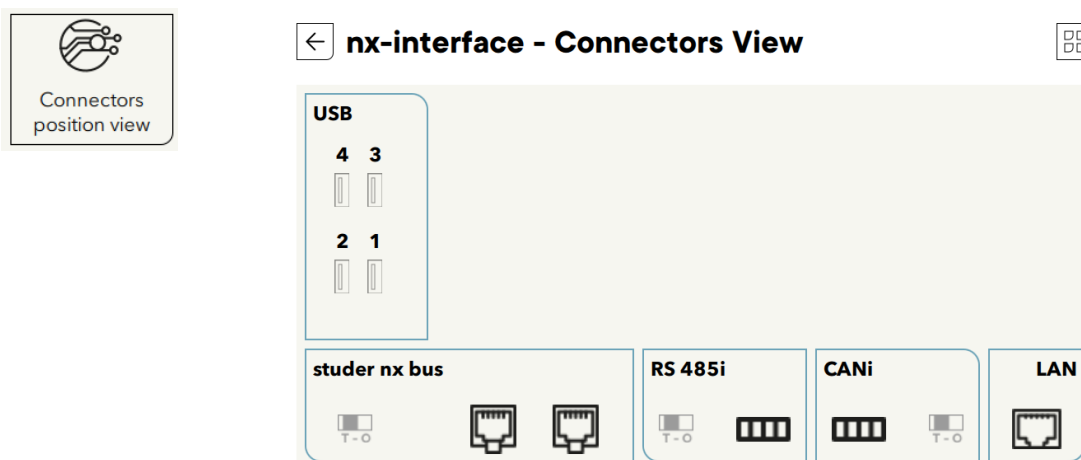 Connectors
position view
nx-interface - Connectors View
USB
4 3
2 1
studer nx bus
RS 485i
CANi
LAN
T - O
T - O
T - O